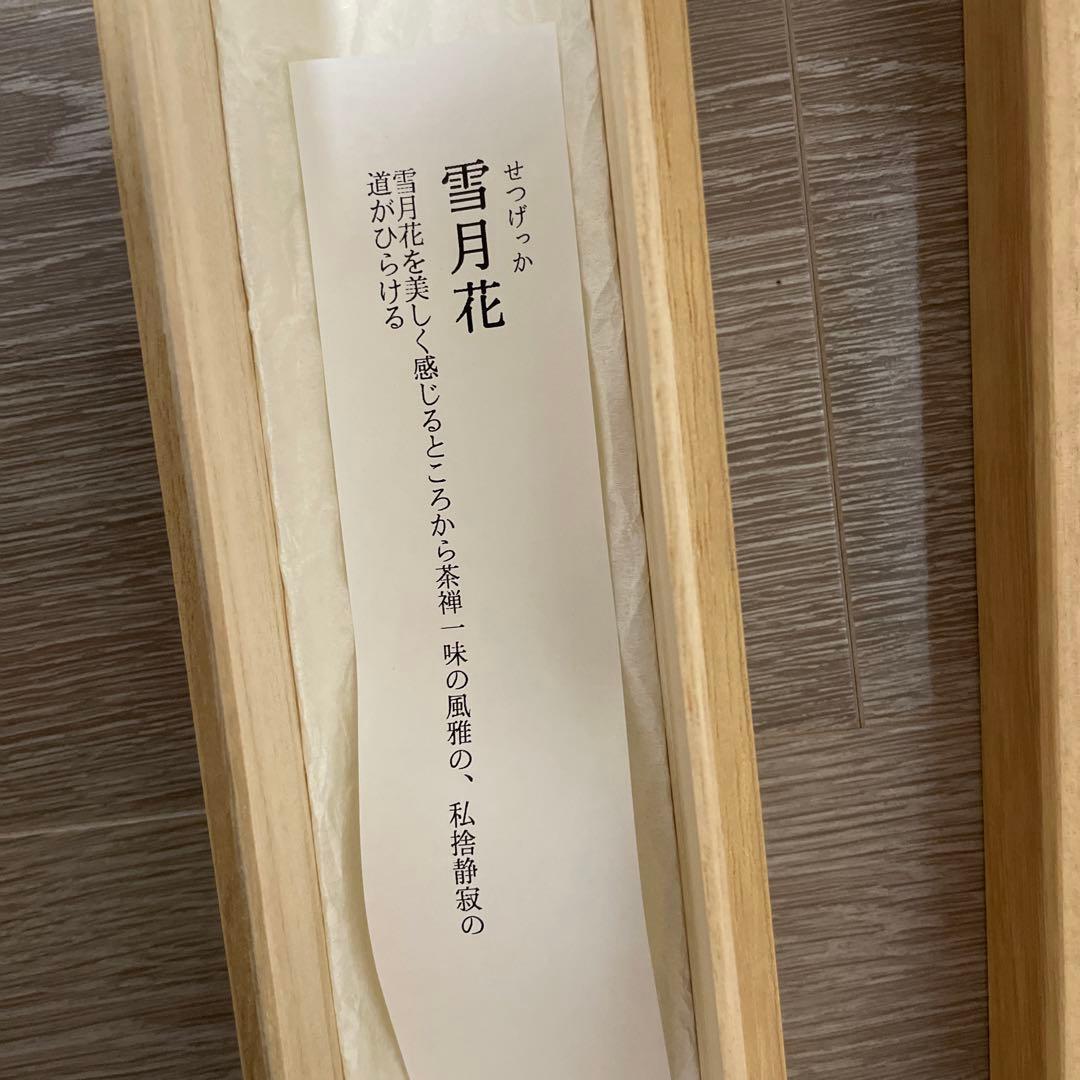 せつげっか
雪月花
雪月花を美しく感じるところから茶禅一味の風雅の、私捨静寂の
道がひらける